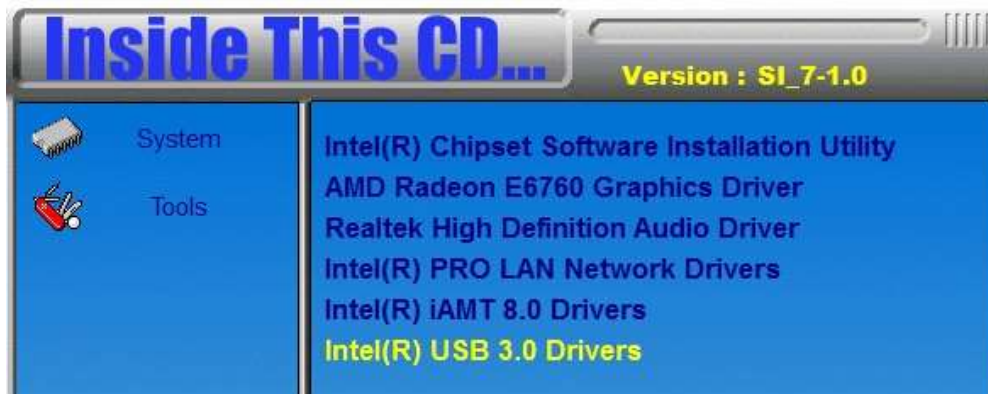 Inside This CD...
Version : SI_7-1.0
System
Tools
Intel(R) Chipset Software Installation Utility
AMD Radeon E6760 Graphics Driver
Realtek High Definition Audio Driver
Intel(R) PRO LAN Network Drivers
Intel(R) iAMT 8.0 Drivers
Intel(R) USB 3.0 Drivers